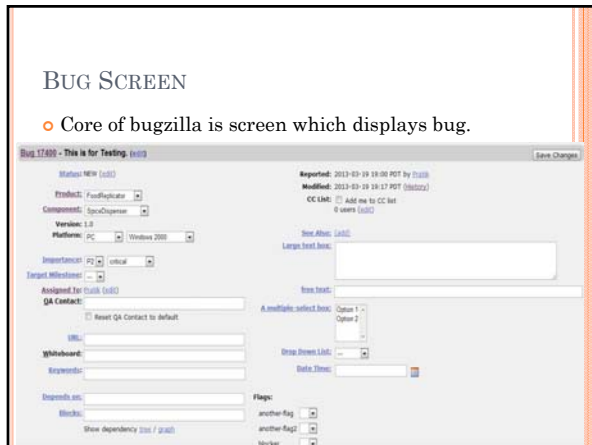 BUG SCREEN
Core of bugzilla is screen which displays bug.
Bug 17400 - This is for Testing. (edit)
Save Changes
Status: NEW (edit)
Product: FoodReplicator
Component: SpiceDispenser
Version: 1.0
Platform: PC Windows 2000
Importance: P2 critical
Target Milestone: ---
Assigned To: Pratik (edit)
QA Contact:
Reset QA Contact to default
URL:
Whiteboard:
Keywords:
Depends on:
Blocks:
Show dependency tree / graph
Reported: 2013-03-19 19:00 PDT by Pratik
Modified: 2013-03-19 19:17 PDT (History)
CC List: Add me to CC list
0 users (edit)
See Also: (add)
Large text box:
free text:
A multiple-select box: Option 1
Option 2
Drop Down List: ---
Date Time:
Flags:
another-flag
another-flag2
blocker